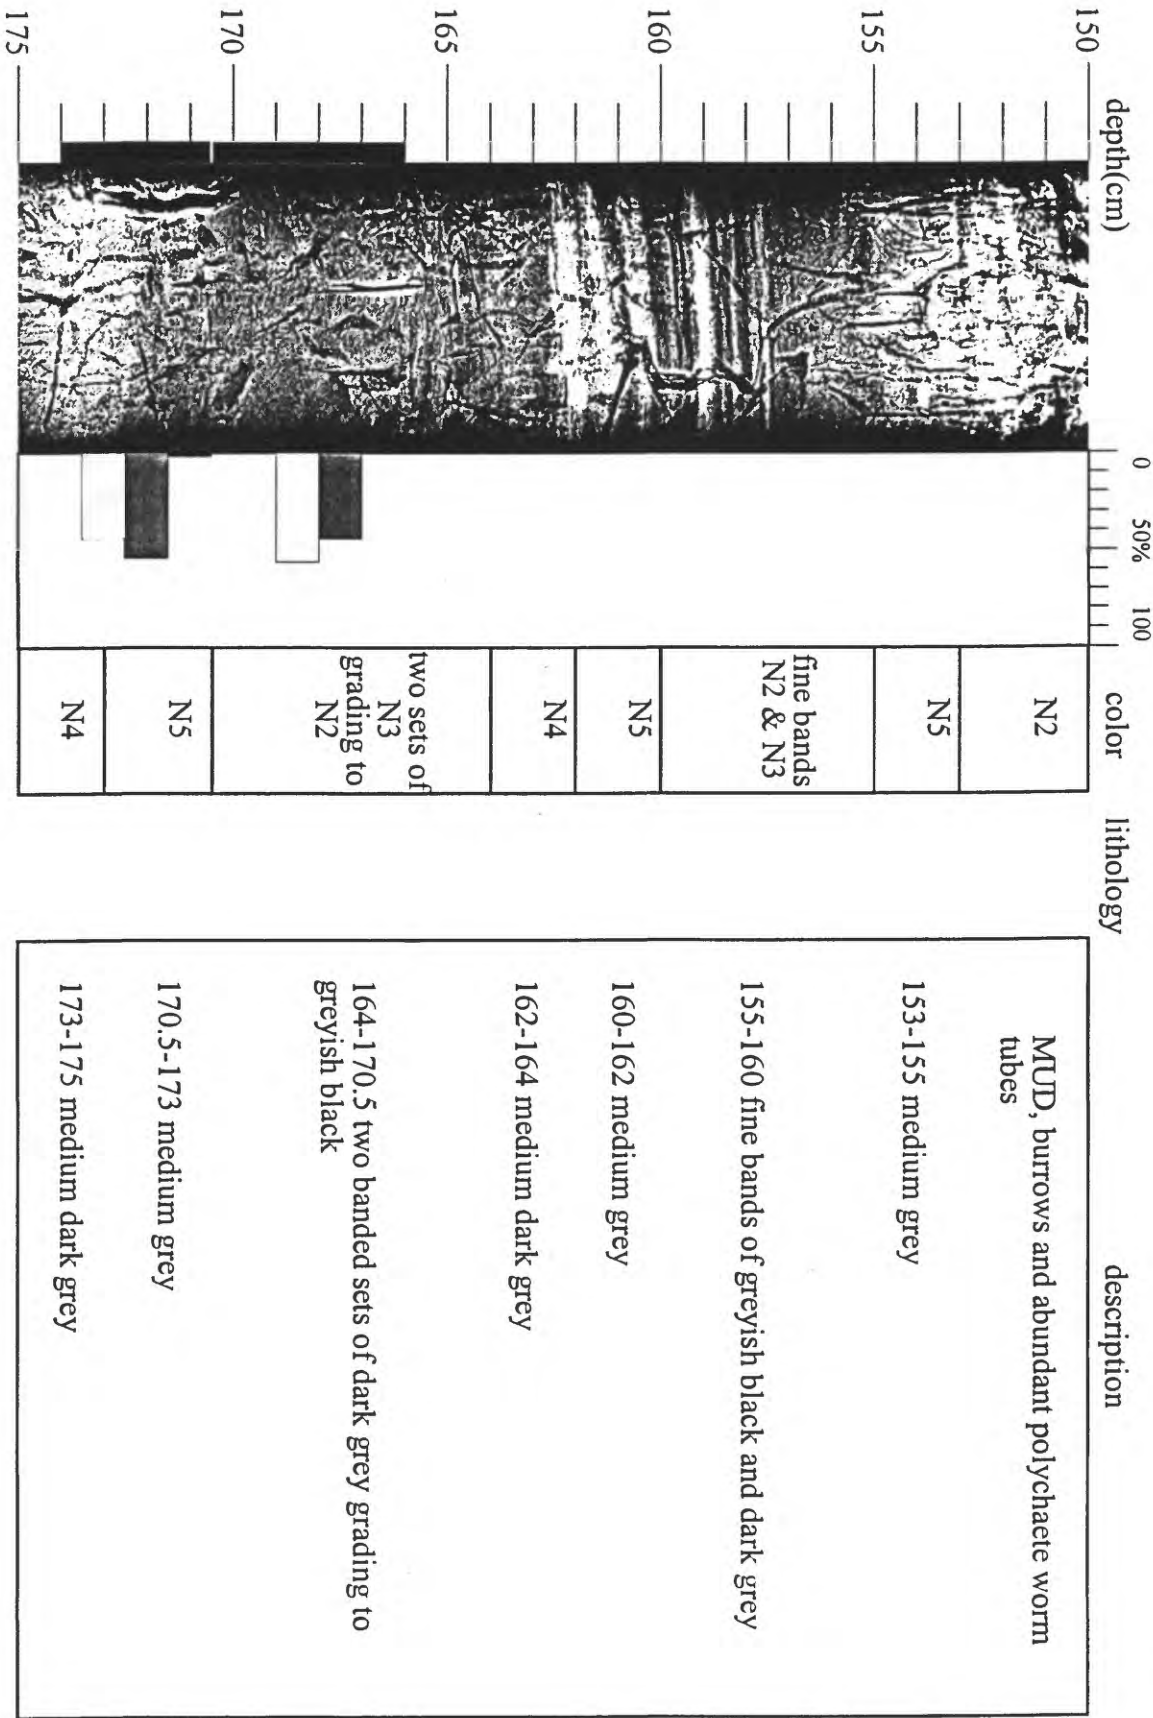 depth(cm)
150
155
160
165
170
175
0
50%
100
color
N2
N5
fine bands
N2 & N3
N5
N4
two sets of
N3
grading to
N2
N5
N4
lithology
description
MUD, burrows and abundant polychaete worm
tubes
153-155 medium grey
155-160 fine bands of greyish black and dark grey
160-162 medium grey
162-164 medium dark grey
164-170.5 two banded sets of dark grey grading to
greyish black
170.5-173 medium grey
173-175 medium dark grey